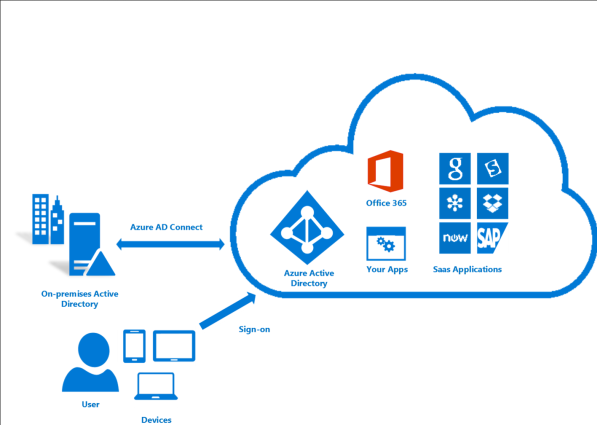 Office 365
g
now
SAP
Azure AD Connect
Azure Active
Directory
Your Apps
Saas Applications
On-premises Active
Directory
Sign-on
User
Devices